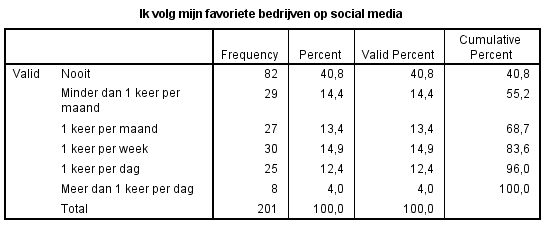 Ik volg mijn favoriete bedrijven op social media
Frequency Percent Valid Percent Cumulative Percent
Valid Nooit 82 40,8 40,8 40,8
Minder dan 1 keer per maand 29 14,4 14,4 55,2
1 keer per maand 27 13,4 13,4 68,7
1 keer per week 30 14,9 14,9 83,6
1 keer per dag 25 12,4 12,4 96,0
Meer dan 1 keer per dag 8 4,0 4,0 100,0
Total 201 100,0 100,0